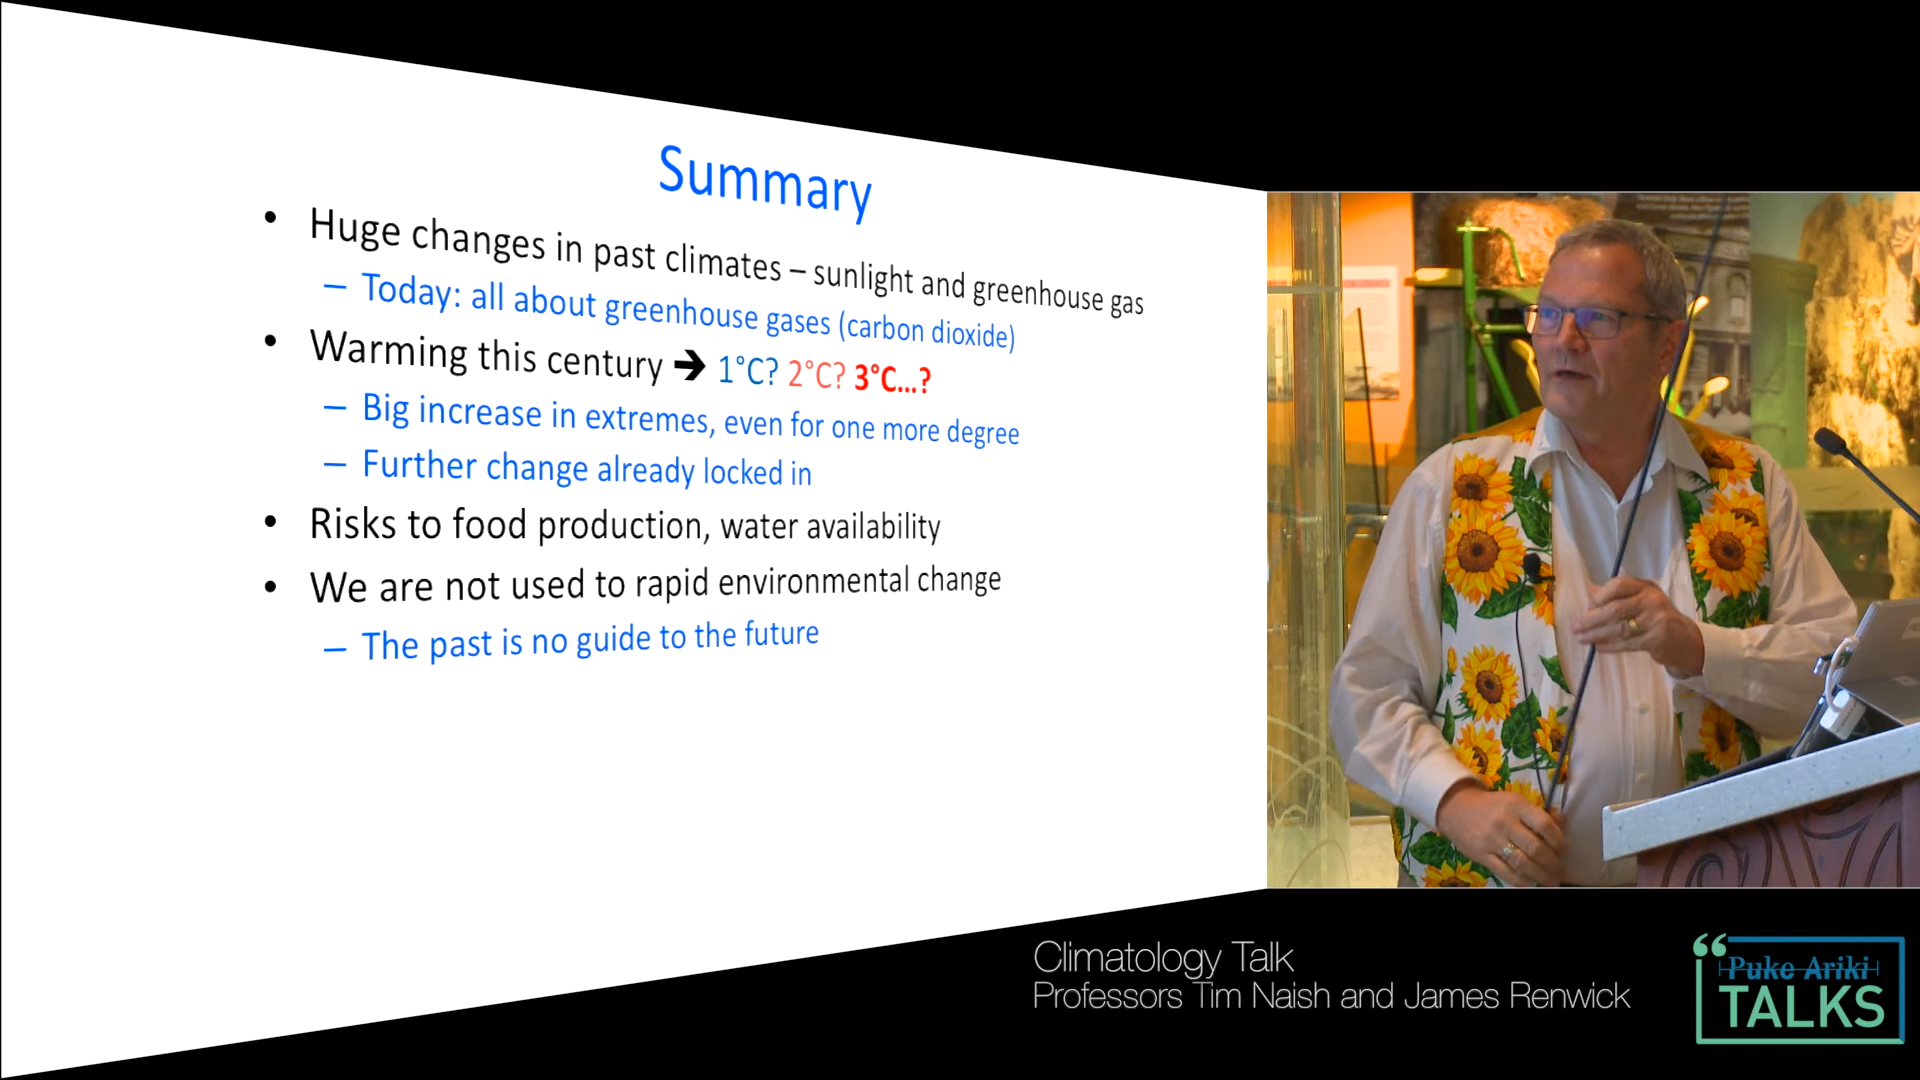 Summary
• Huge changes in past climates – sunlight and greenhouse gas
– Today: all about greenhouse gases (carbon dioxide)
• Warming this century ➔ 1°C? 2°C? 3°C...?
– Big increase in extremes, even for one more degree
– Further change already locked in
• Risks to food production, water availability
• We are not used to rapid environmental change
– The past is no guide to the future
Climatology Talk
Professors Tim Naish and James Renwick
“Puke Ariki
TALKS